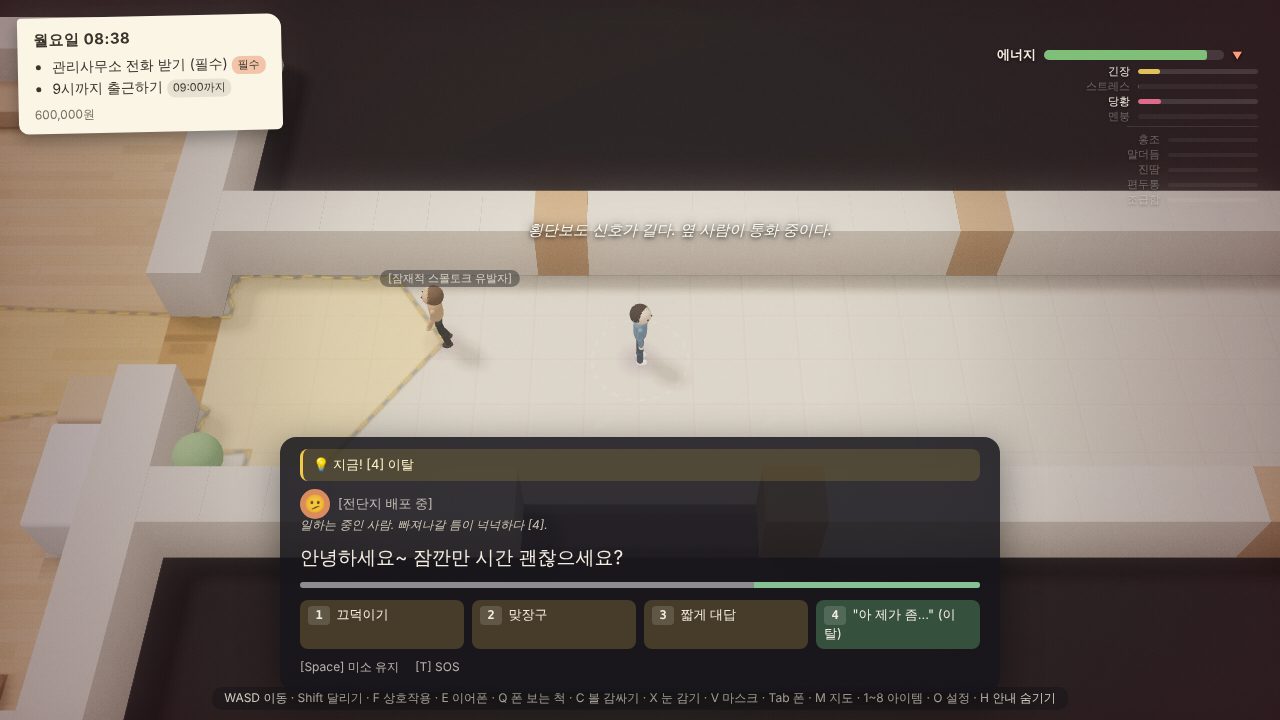 월요일 08:38
관리사무소 전화 받기 (필수) 필수
9시까지 출근하기 09:00까지
600,000원
에너지 ▼
긴장
스트레스
당황
멘붕
홍조
말더듬
진땀
편두통
조급함
횡단보도 신호가 길다. 옆 사람이 통화 중이다.
[잠재적 스몰토크 유발자]
💡 지금! [4] 이탈
[전단지 배포 중]
일하는 중인 사람. 빠져나갈 틈이 넉넉하다 [4].
안녕하세요~ 잠깐만 시간 괜찮으세요?
1 끄덕이기
2 맞장구
3 짧게 대답
4 "아 제가 좀..." (이
탈)
[Space] 미소 유지 [T] SOS
WASD 이동 · Shift 달리기 · F 상호작용 · E 이어폰 · Q 폰 보는 척 · C 볼 감싸기 · X 눈 감기 · V 마스크 · Tab 폰 · M 지도 · 1~8 아이템 · O 설정 · H 안내 숨기기